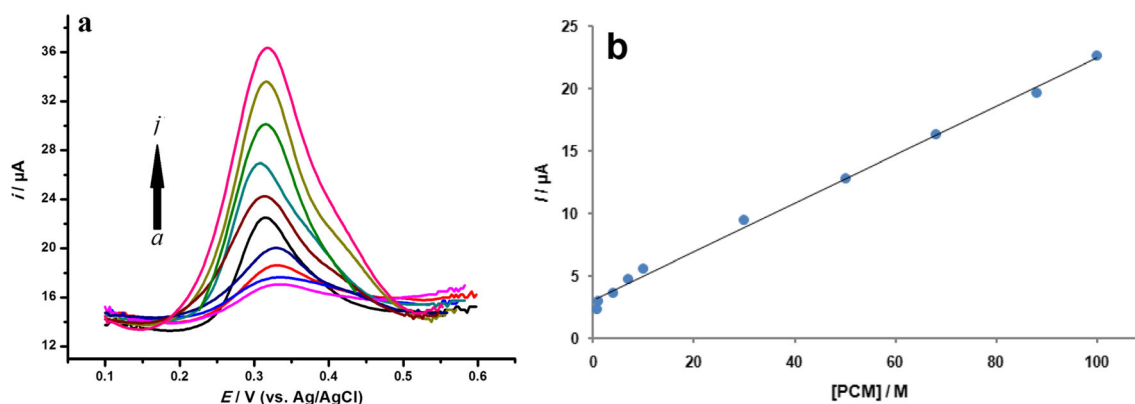 a
36
32
28
24
20
16
12
i / µA
j
a
0.1 0.2 0.3 0.4 0.5 0.6
E / V (vs. Ag/AgCl)
b
25
20
15
10
5
0
I / µA
0 20 40 60 80 100
[PCM] / M